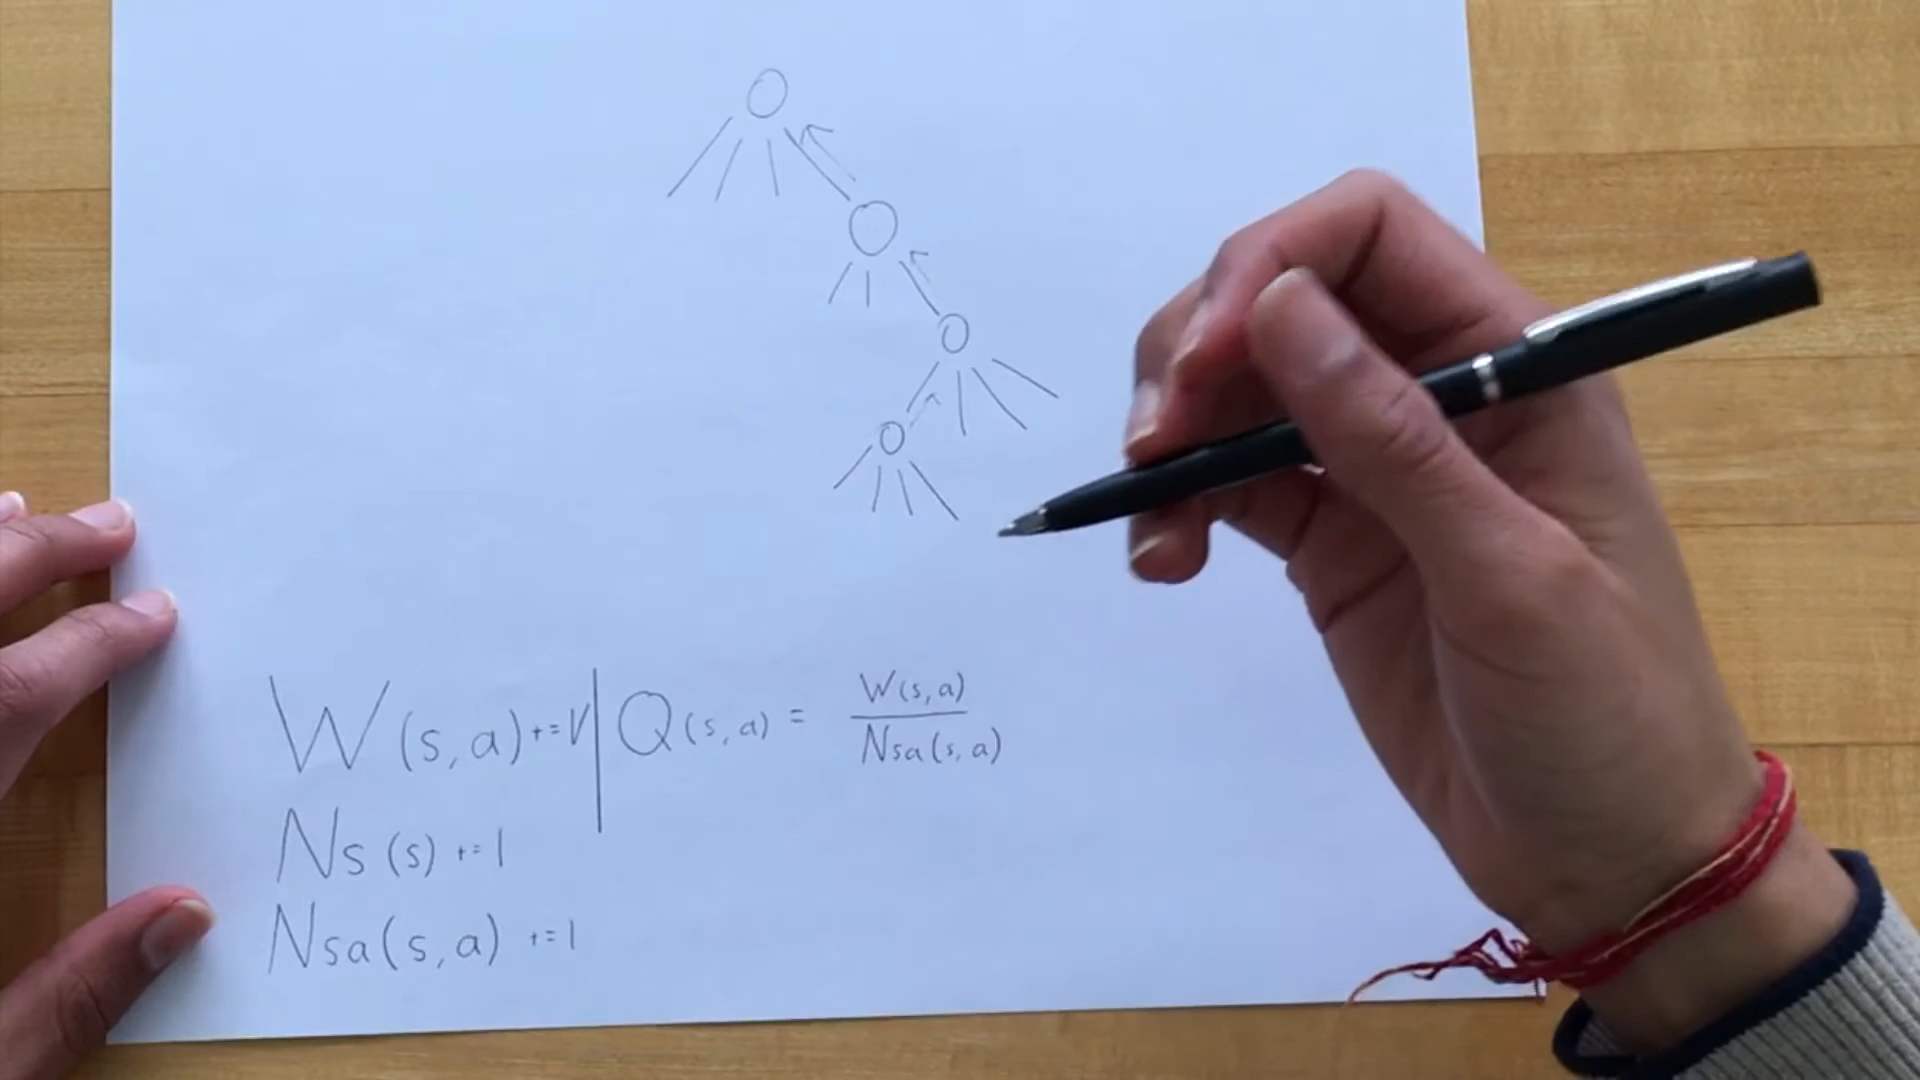 W(s,a) += V | Q(s,a) = W(s,a) / Nsa(s,a)
Ns(s) += 1
Nsa(s,a) += 1